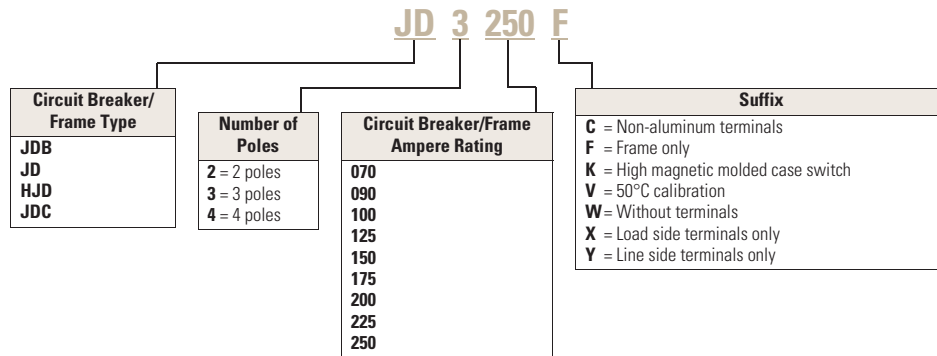 JD 3 250 F
Circuit Breaker/
Frame Type
JDB
JD
HJD
JDC
Number of
Poles
2 = 2 poles
3 = 3 poles
4 = 4 poles
Circuit Breaker/Frame
Ampere Rating
070
090
100
125
150
175
200
225
250
Suffix
C = Non-aluminum terminals
F = Frame only
K = High magnetic molded case switch
V = 50°C calibration
W = Without terminals
X = Load side terminals only
Y = Line side terminals only